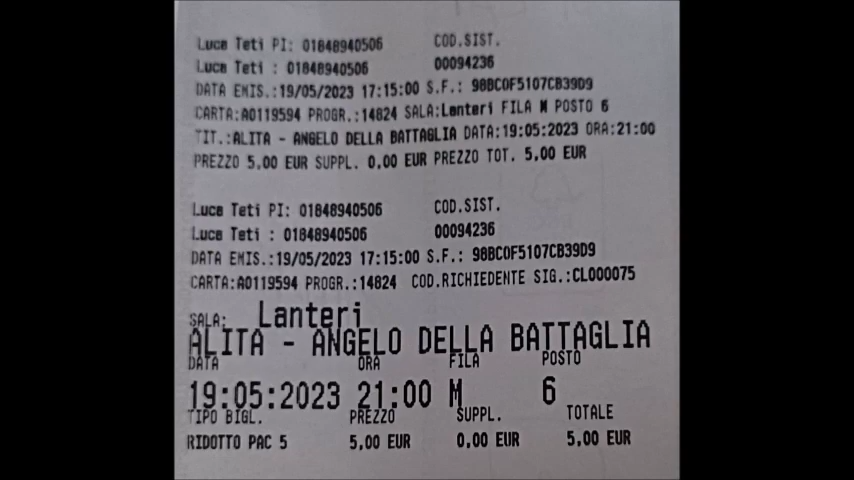 Luca Teti PI: 01848940506 COD.SIST.
Luca Teti : 01848940506 00094236
DATA EMIS.:19/05/2023 17:15:00 S.F.: 98BC0F5107CB39D9
CARTA:A0119594 PROGR.:14824 SALA:Lanteri FILA M POSTO 6
TIT.:ALITA - ANGELO DELLA BATTAGLIA DATA:19:05:2023 ORA:21:00
PREZZO 5,00 EUR SUPPL. 0,00 EUR PREZZO TOT. 5,00 EUR
Luca Teti PI: 01848940506 COD.SIST.
Luca Teti : 01848940506 00094236
DATA EMIS.:19/05/2023 17:15:00 S.F.: 98BC0F5107CB39D9
CARTA:A0119594 PROGR.:14824 COD.RICHIEDENTE SIG.:CL000075
SALA: Lanteri
ALITA - ANGELO DELLA BATTAGLIA
DATA ORA FILA POSTO
19:05:2023 21:00 M 6
TIPO BIGL. PREZZO SUPPL. TOTALE
RIDOTTO PAC 5 5,00 EUR 0,00 EUR 5,00 EUR